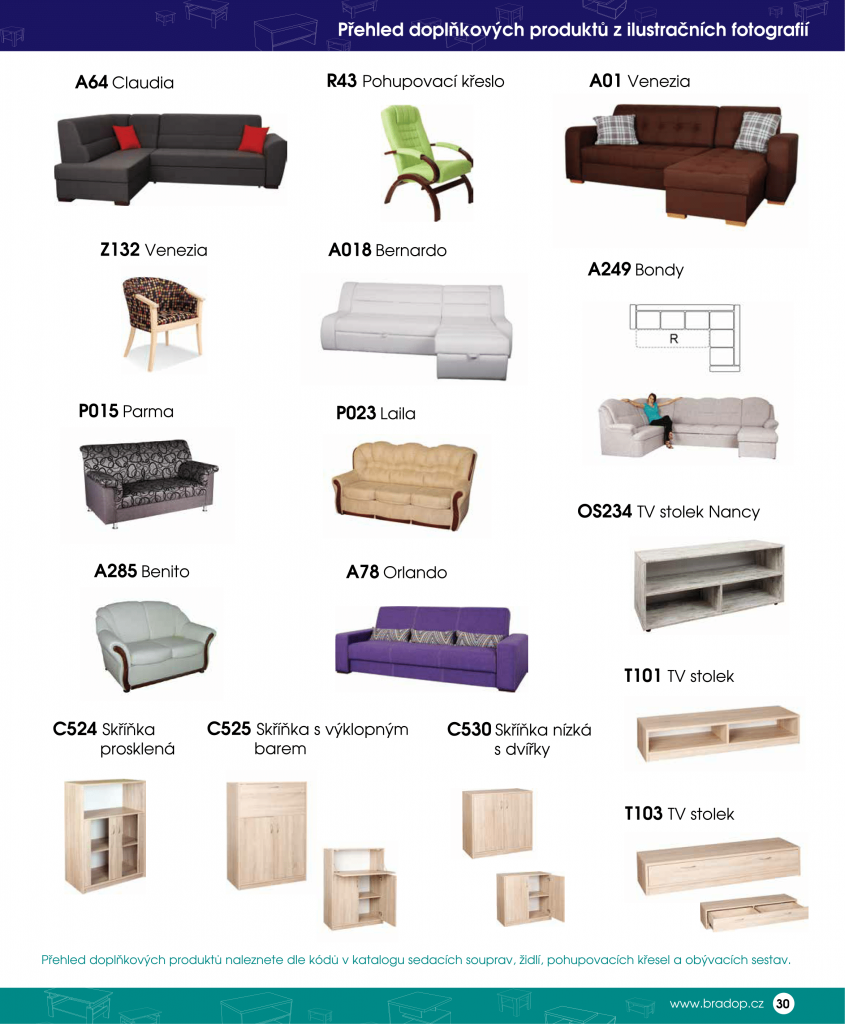 Přehled doplňkových produktů z ilustračních fotografií
A64 Claudia
R43 Pohupovací křeslo
A01 Venezia
Z132 Venezia
A018 Bernardo
A249 Bondy
R
P015 Parma
P023 Laila
OS234 TV stolek Nancy
A285 Benito
A78 Orlando
T101 TV stolek
C524 Skříňka
prosklená
C525 Skříňka s výklopným
barem
C530 Skříňka nízká
s dvířky
T103 TV stolek
Přehled doplňkových produktů naleznete dle kódů v katalogu sedacích souprav, židlí, pohupovacích křesel a obývacích sestav.
www.bradop.cz 30